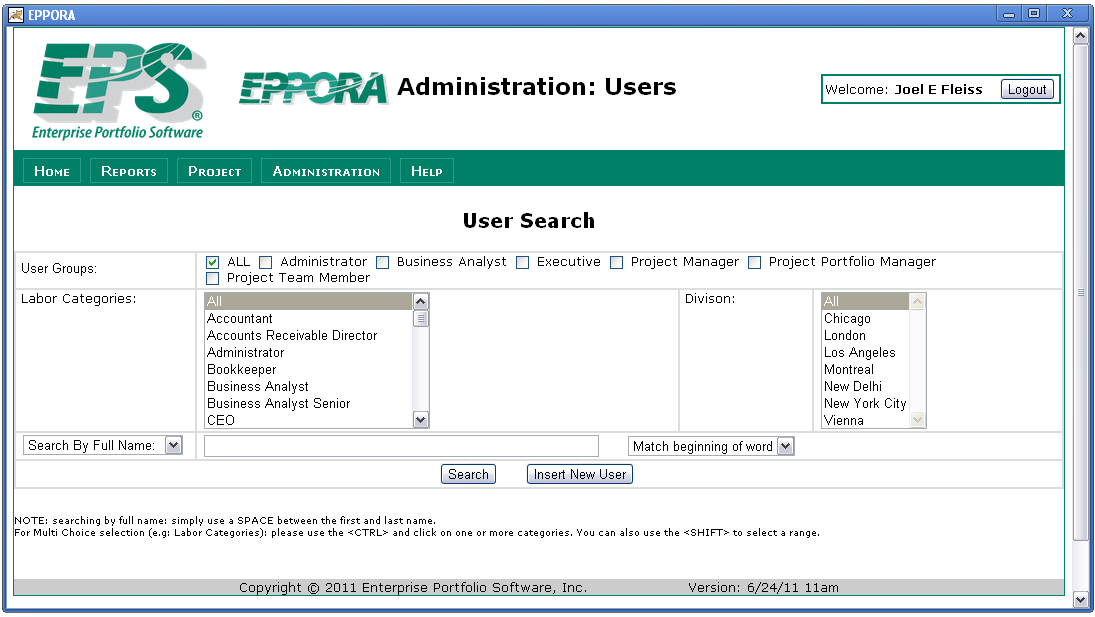 EPPORA
EPS®
Enterprise Portfolio Software
EPPORA Administration: Users
Welcome: Joel E Fleiss Logout
Home Reports Project Administration Help
User Search
User Groups: ALL Administrator Business Analyst Executive Project Manager Project Portfolio Manager
Project Team Member
Labor Categories:
All
Accountant
Accounts Receivable Director
Administrator
Bookkeeper
Business Analyst
Business Analyst Senior
CEO
Divison:
All
Chicago
London
Los Angeles
Montreal
New Delhi
New York City
Vienna
Search By Full Name: Match beginning of word
Search Insert New User
NOTE: searching by full name: simply use a SPACE between the first and last name.
For Multi Choice selection (e.g: Labor Categories): please use the <CTRL> and click on one or more categories. You can also use the <SHIFT> to select a range.
Copyright © 2011 Enterprise Portfolio Software, Inc. Version: 6/24/11 11am